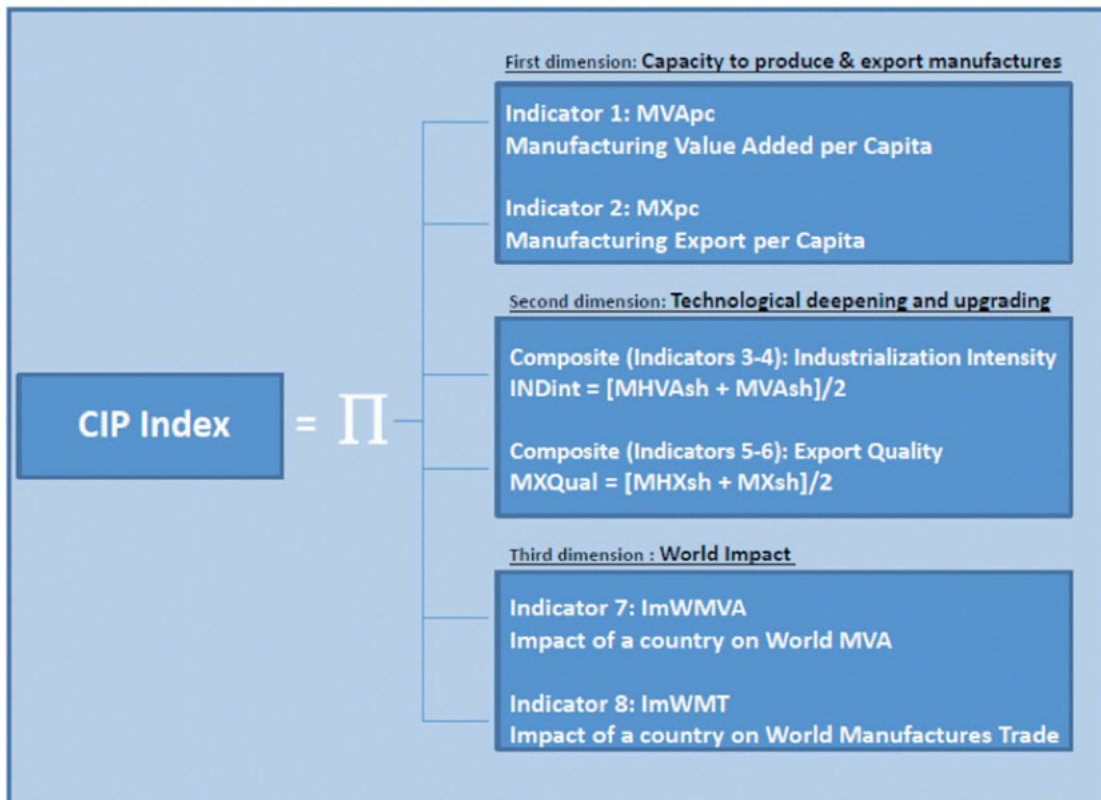 First dimension: Capacity to produce & export manufactures
Indicator 1: MVApc
Manufacturing Value Added per Capita
Indicator 2: MXpc
Manufacturing Export per Capita
Second dimension: Technological deepening and upgrading
Composite (Indicators 3-4): Industrialization Intensity
INDint = [MHVAsh + MVAsh]/2
CIP Index = ∏
Composite (Indicators 5-6): Export Quality
MXQual = [MHXsh + MXsh]/2
Third dimension : World Impact
Indicator 7: ImWMVA
Impact of a country on World MVA
Indicator 8: ImWMT
Impact of a country on World Manufactures Trade